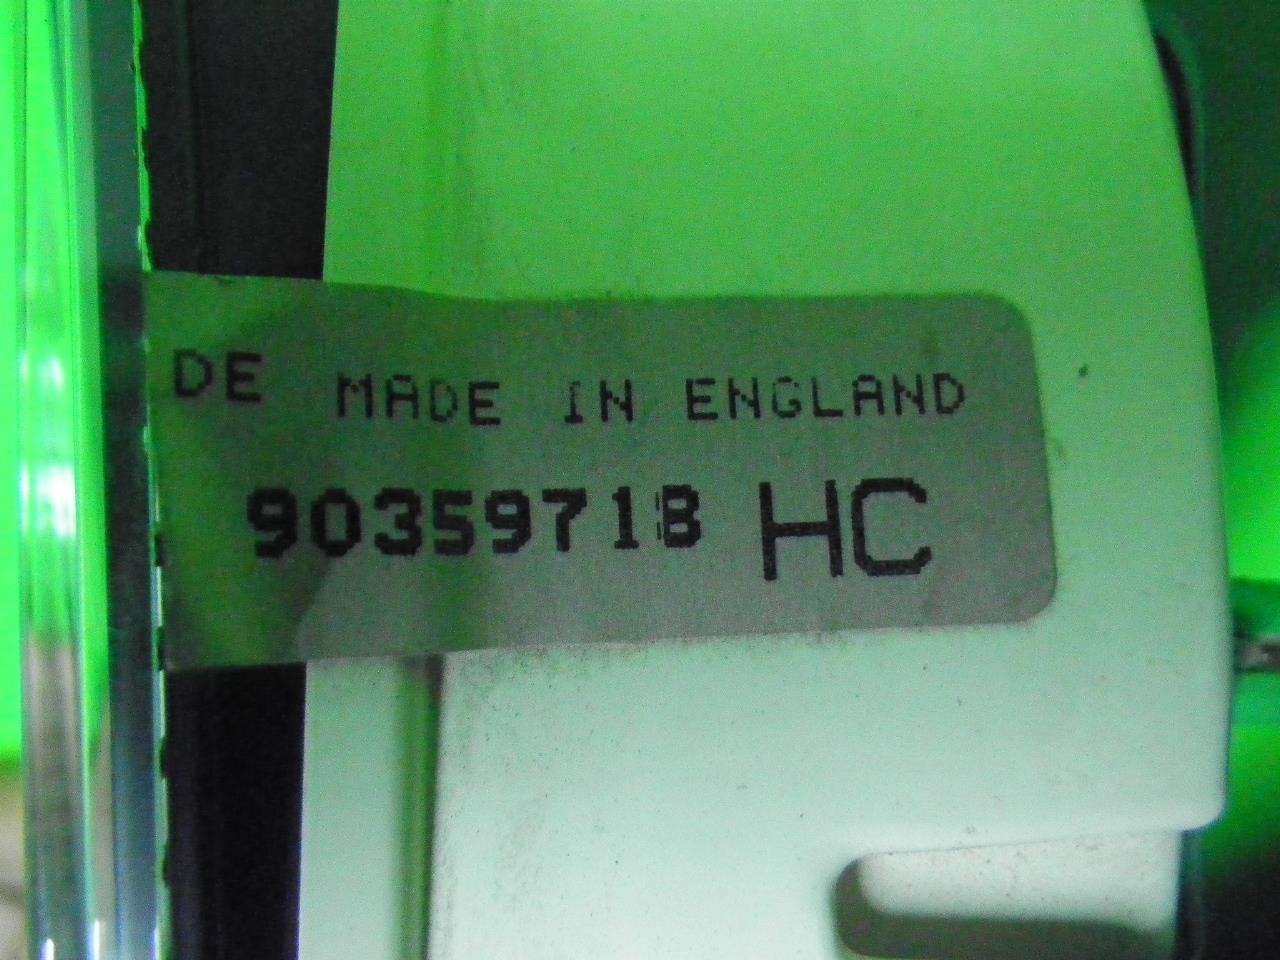 DE MADE IN ENGLAND
90359718 HC